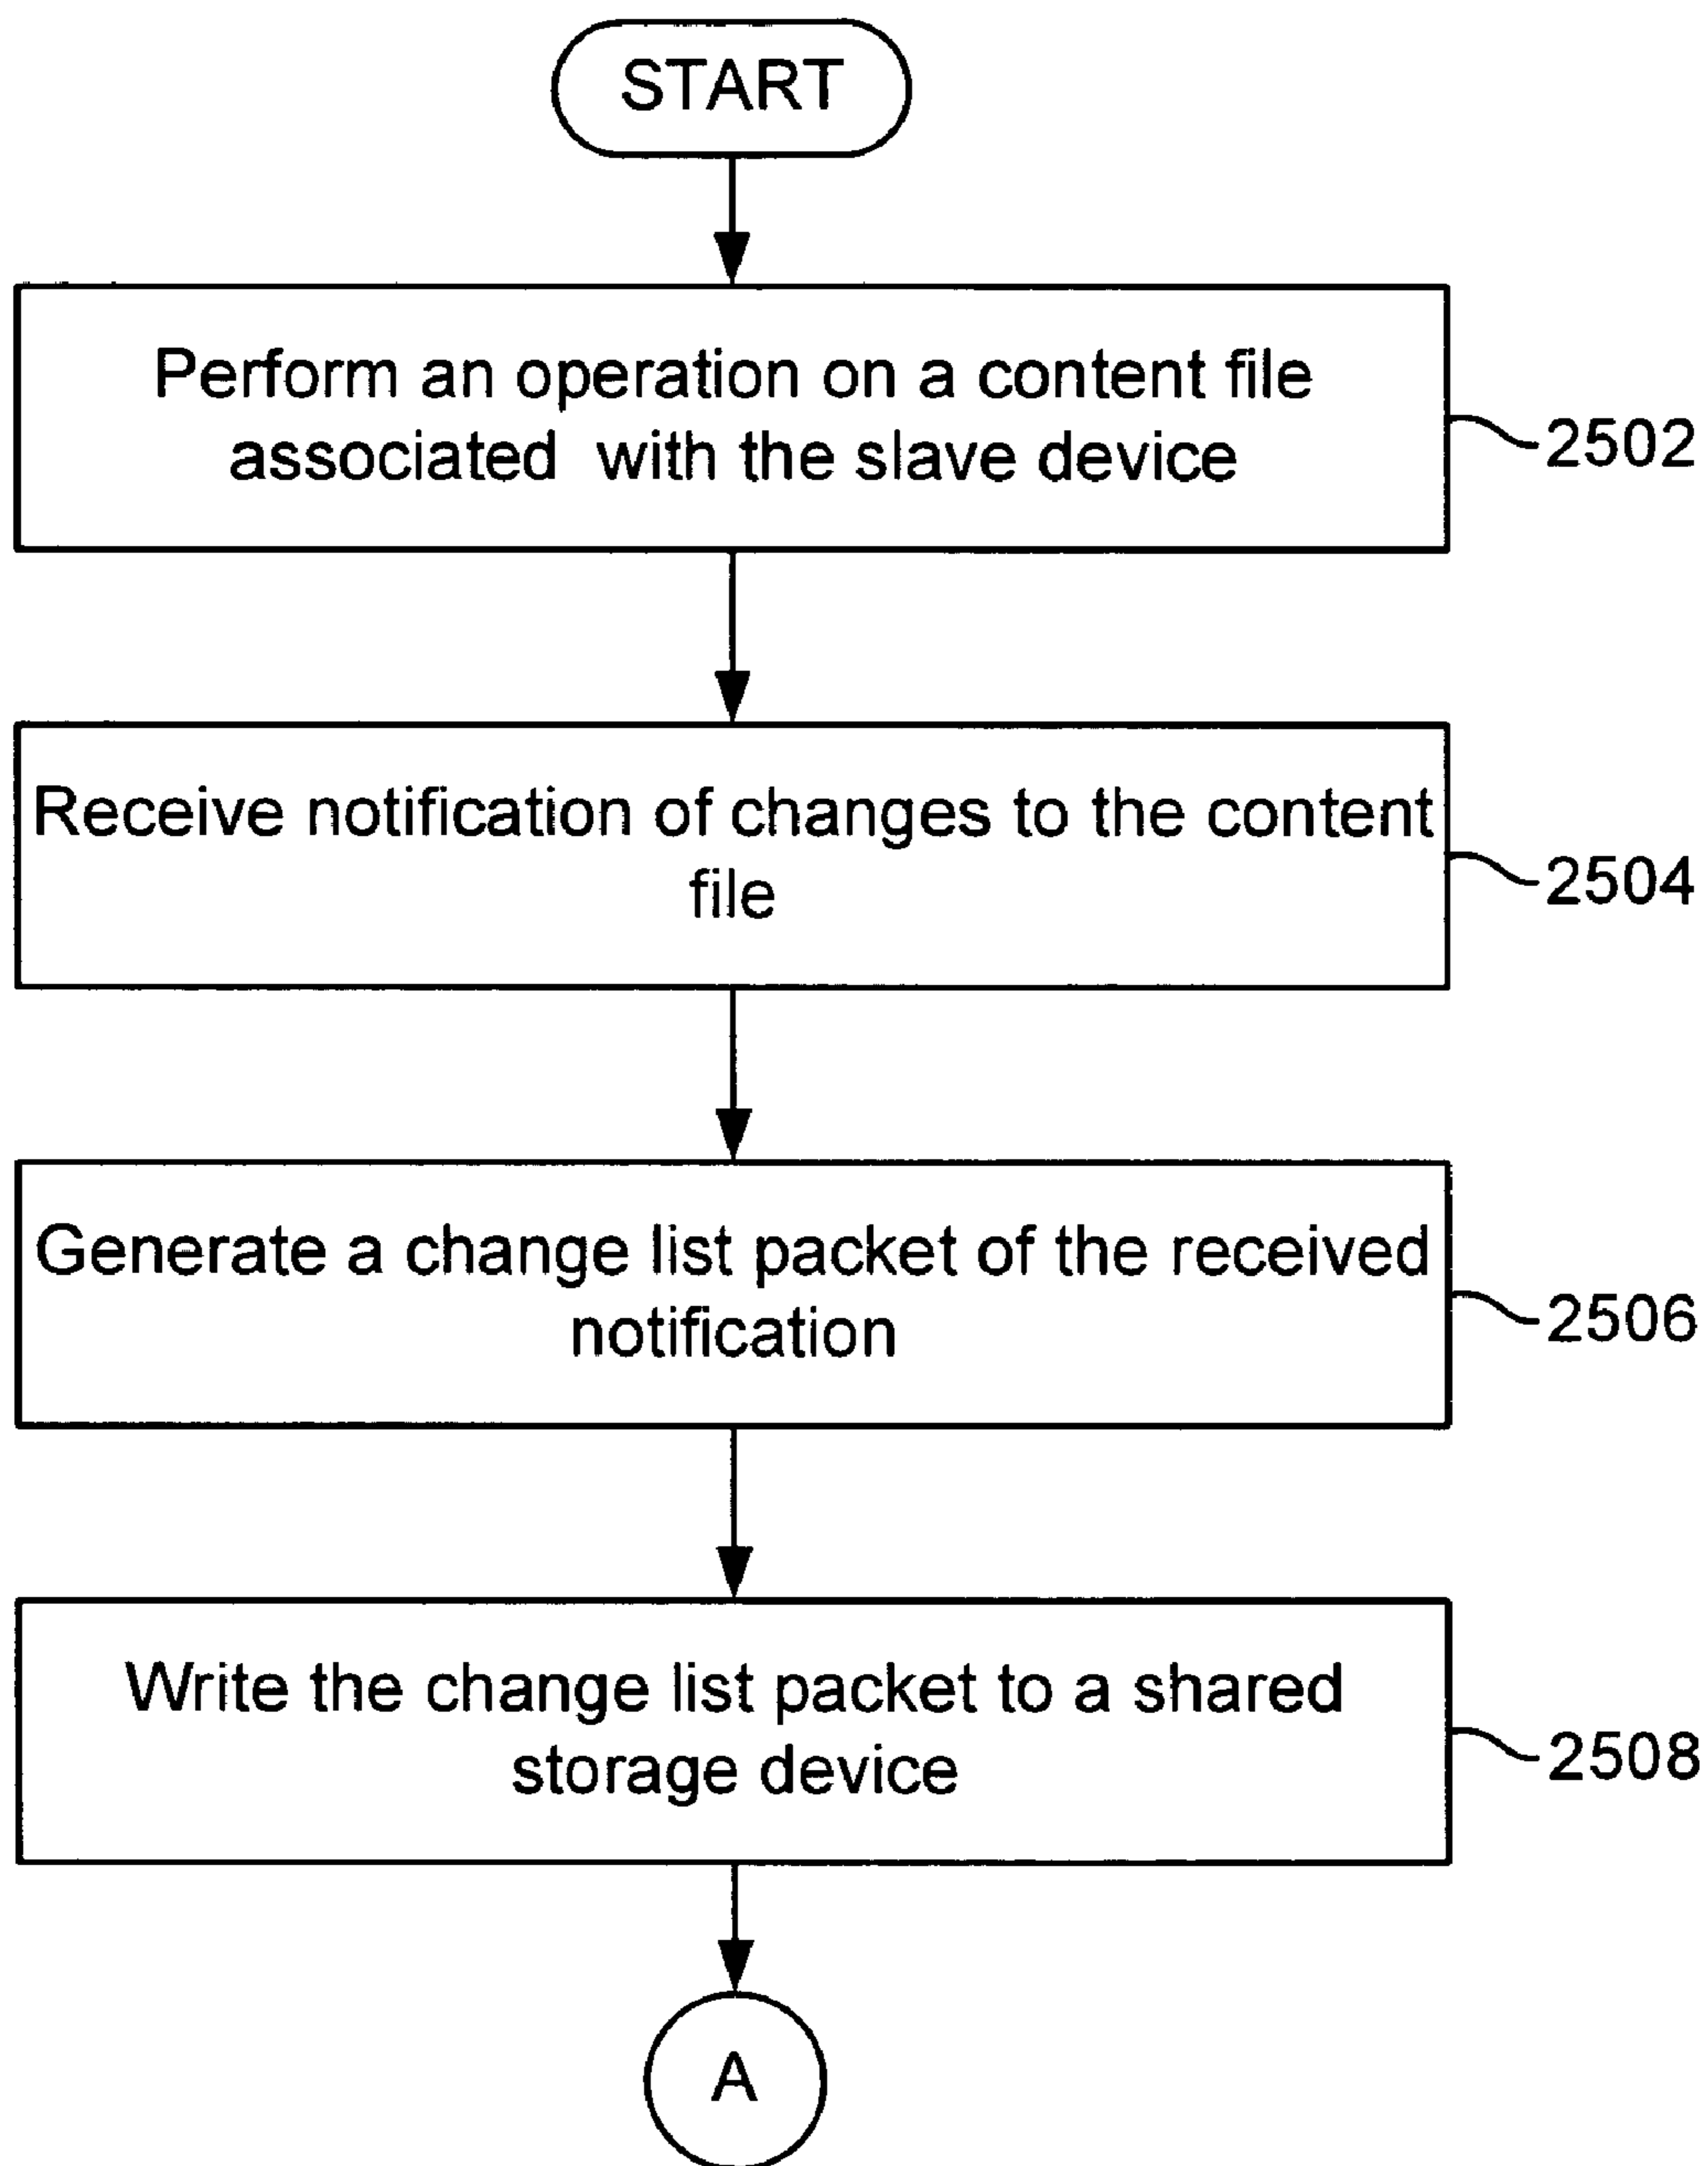 START
Perform an operation on a content file
associated with the slave device
2502
Receive notification of changes to the content
file
2504
Generate a change list packet of the received
notification
2506
Write the change list packet to a shared
storage device
2508
A